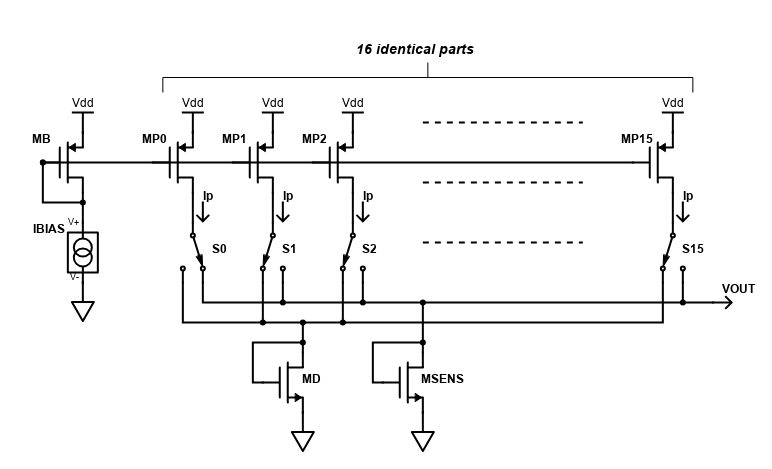 16 identical parts
Vdd Vdd Vdd Vdd Vdd
MB MP0 MP1 MP2 MP15
Ip Ip Ip Ip
V+
IBIAS S0 S1 S2 S15
V-
VOUT
MD MSENS